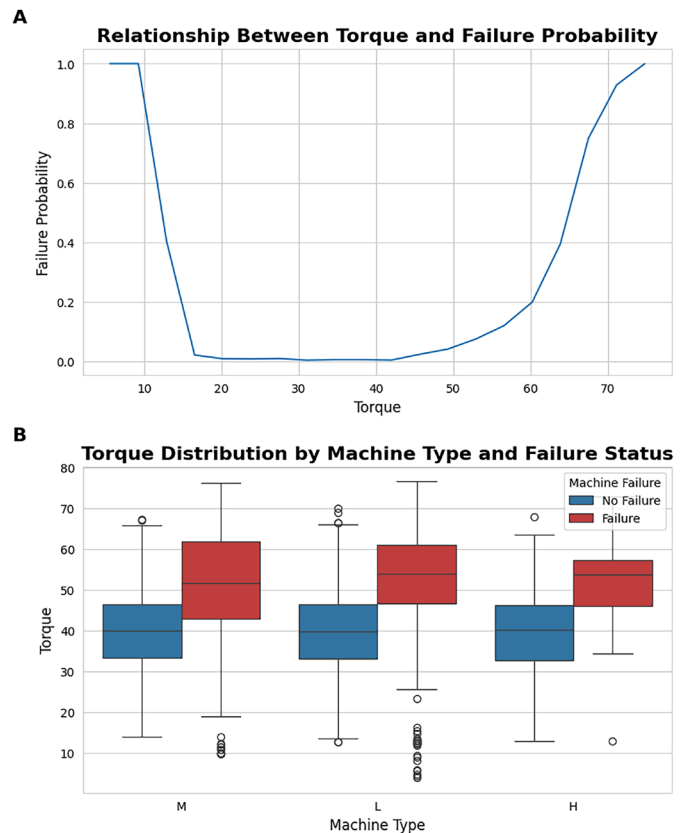 A
Relationship Between Torque and Failure Probability
1.0
0.8
0.6
0.4
0.2
0.0
Failure Probability
10 20 30 40 50 60 70
Torque
B
Torque Distribution by Machine Type and Failure Status
80
70
60
50
40
30
20
10
Torque
Machine Failure
No Failure
Failure
M L H
Machine Type